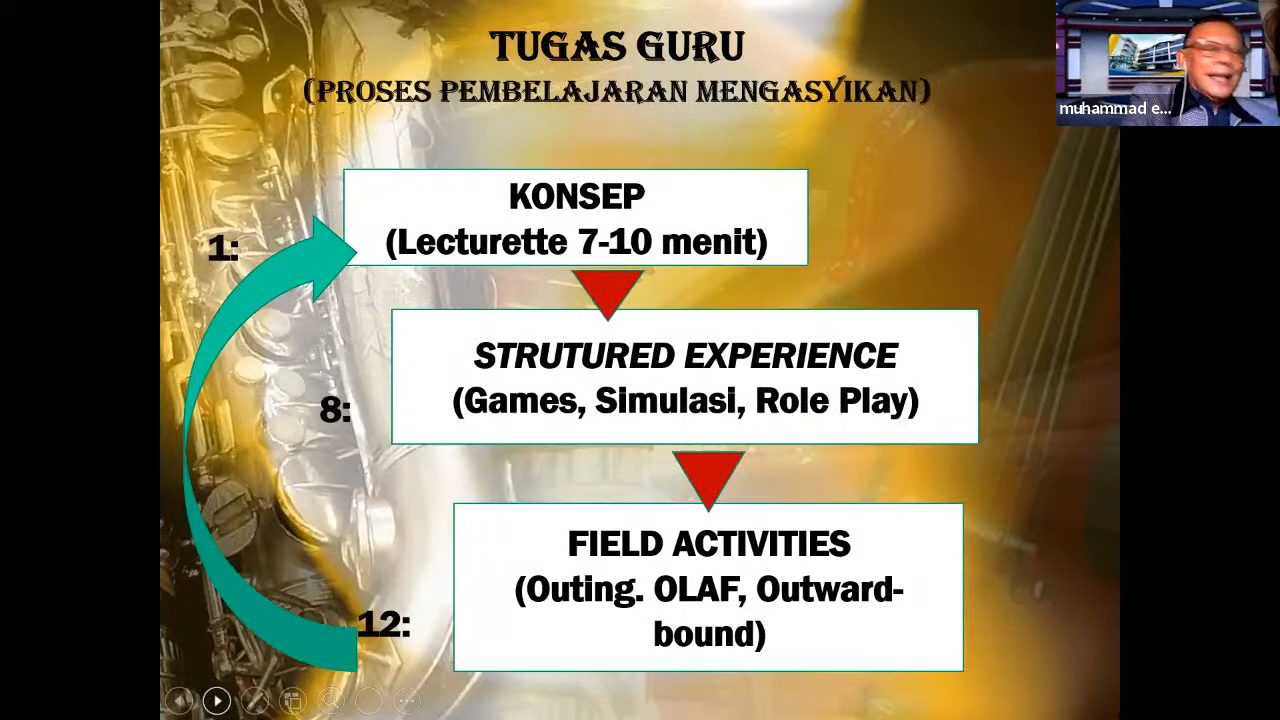 TUGAS GURU
(PROSES PEMBELAJARAN MENGASYIKAN)
muhammad e...
KONSEP
(Lecturette 7-10 menit)
1:
STRUTURED EXPERIENCE
(Games, Simulasi, Role Play)
8:
FIELD ACTIVITIES
(Outing. OLAF, Outward-
bound)
12: